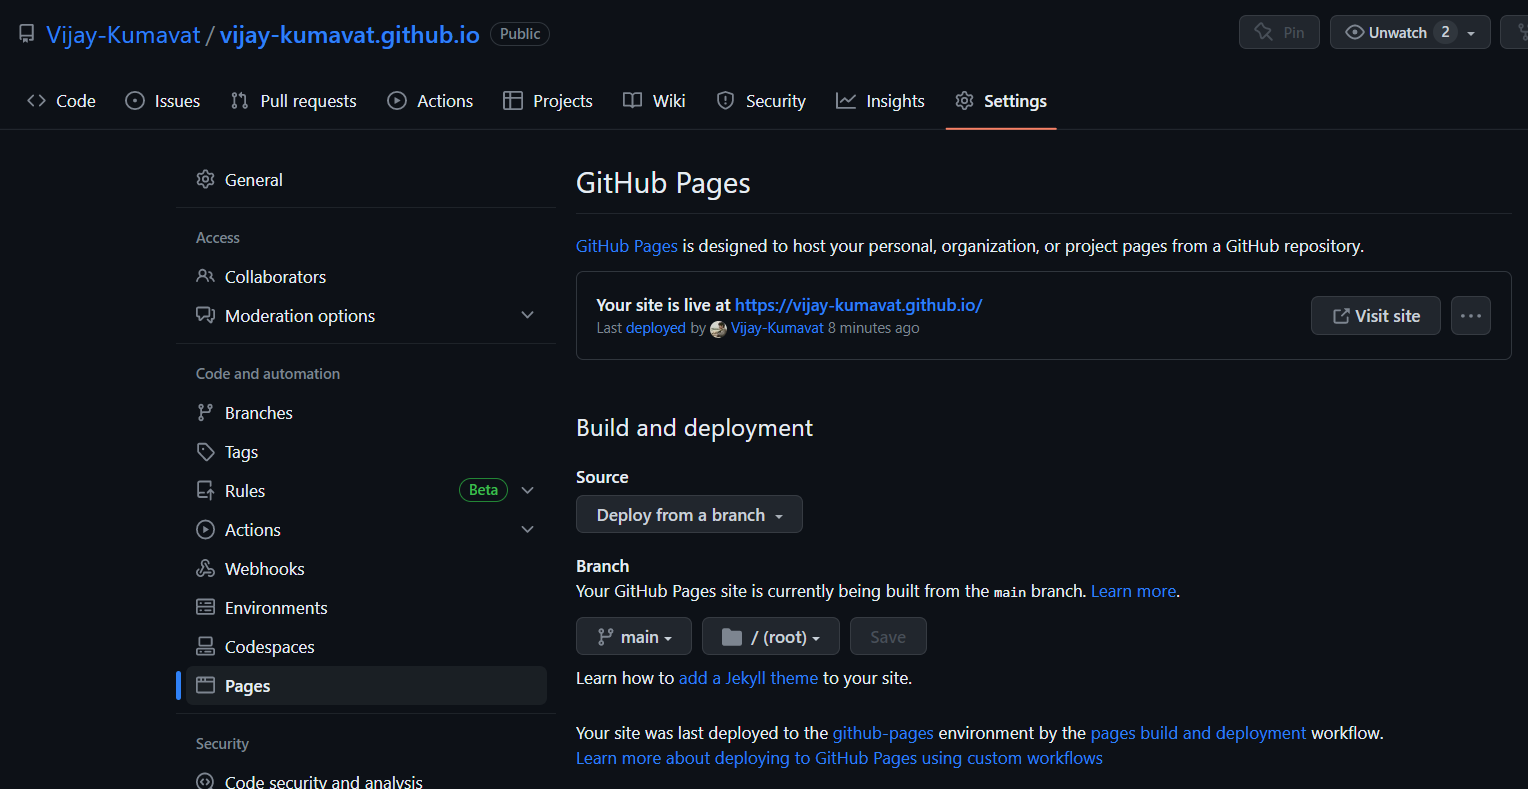 Vijay-Kumavat / vijay-kumavat.github.io Public Pin Unwatch 2
Code Issues Pull requests Actions Projects Wiki Security Insights Settings
General
Access
Collaborators
Moderation options
Code and automation
Branches
Tags
Rules Beta
Actions
Webhooks
Environments
Codespaces
Pages
Security
Code security and analysis
GitHub Pages
GitHub Pages is designed to host your personal, organization, or project pages from a GitHub repository.
Your site is live at https://vijay-kumavat.github.io/
Last deployed by Vijay-Kumavat 8 minutes ago
Visit site
Build and deployment
Source
Deploy from a branch
Branch
Your GitHub Pages site is currently being built from the main branch. Learn more.
main / (root) Save
Learn how to add a Jekyll theme to your site.
Your site was last deployed to the github-pages environment by the pages build and deployment workflow.
Learn more about deploying to GitHub Pages using custom workflows